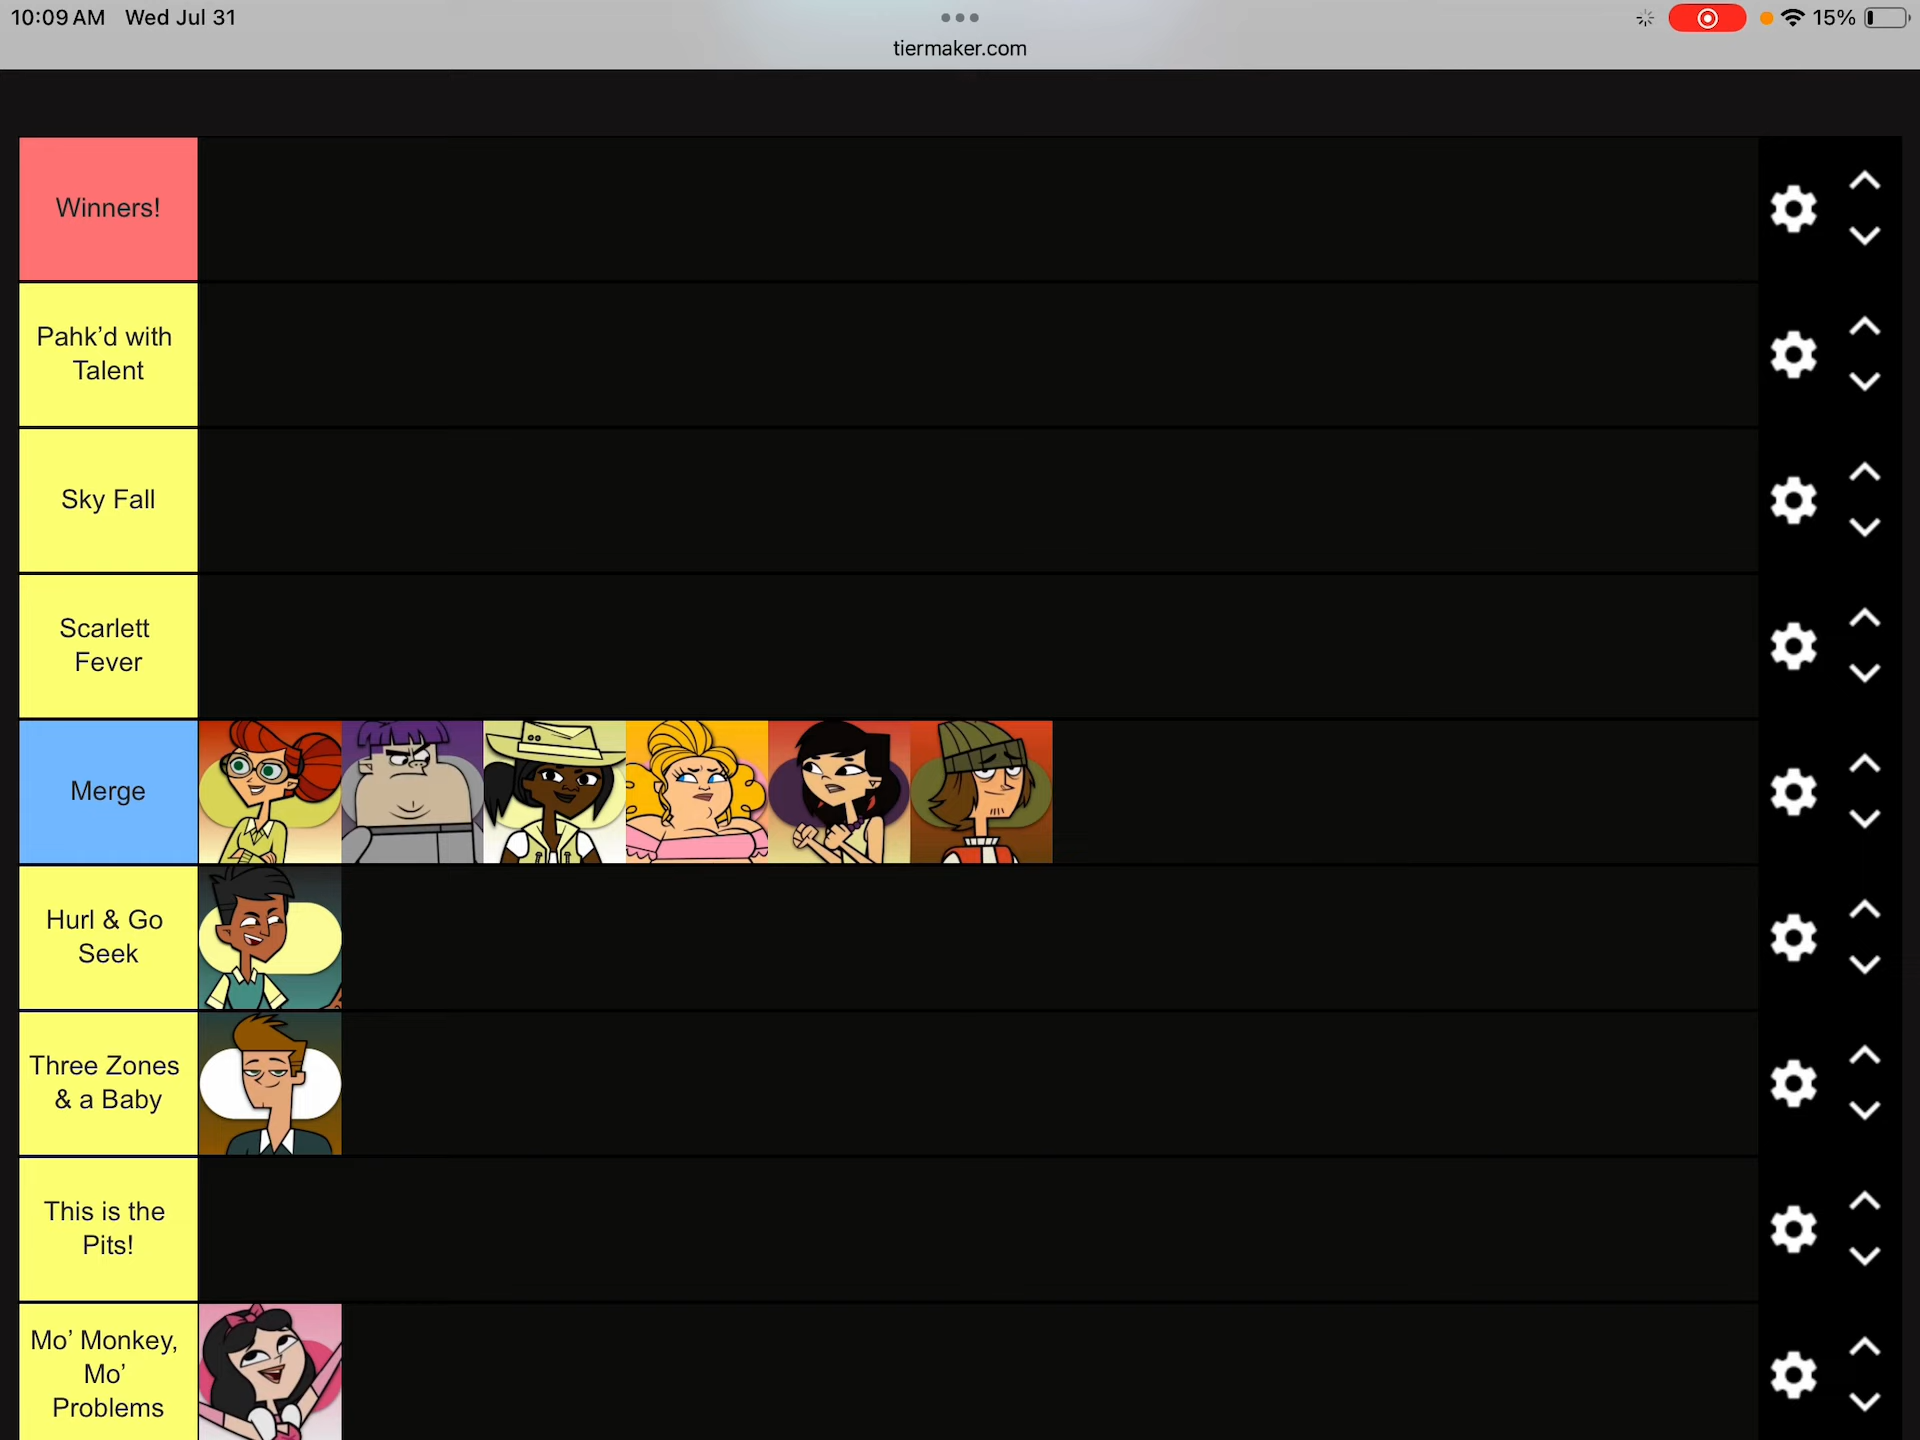 10:09 AM Wed Jul 31
15%
tiermaker.com
Winners!
Pahk’d with
Talent
Sky Fall
Scarlett
Fever
Merge
Hurl & Go
Seek
Three Zones
& a Baby
This is the
Pits!
Mo’ Monkey,
Mo’
Problems